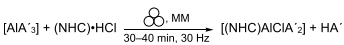 [AlA´₃] + (NHC)•HCl , MM 30–40 min, 30 Hz [(NHC)AlClA´₂] + HA´